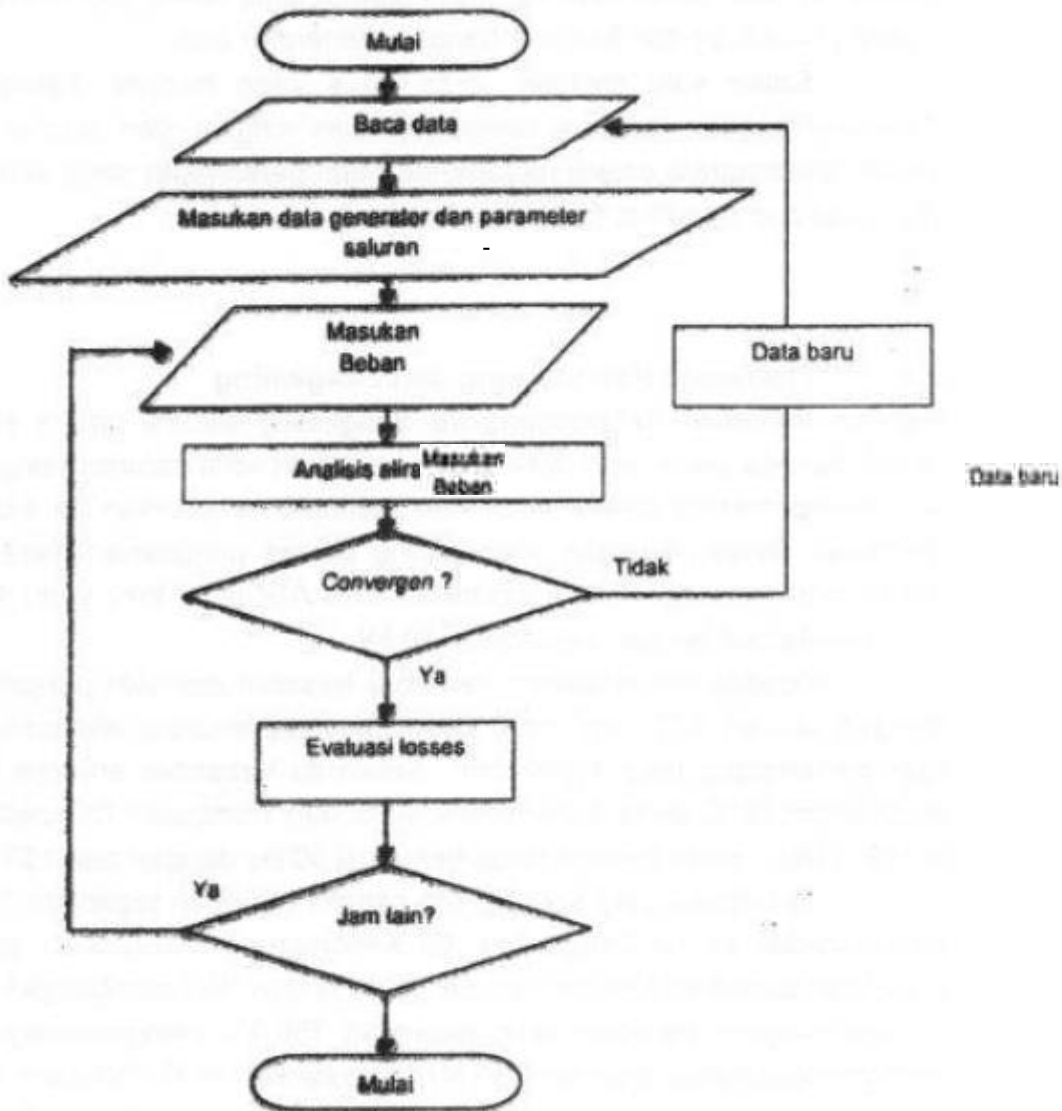 Mulai
Baca data
Masukan data generator dan parameter
saluran
Masukan
Beban
Data baru
Analisis alira Masukan
Beban
Data baru
Convergen ?
Tidak
Ya
Evaluasi losses
Ya
Jam lain?
Mulai